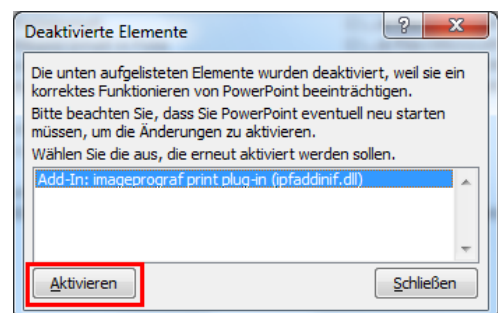 Deaktivierte Elemente
?
Die unten aufgelisteten Elemente wurden deaktiviert, weil sie ein
korrektes Funktionieren von PowerPoint beeinträchtigen.
Bitte beachten Sie, dass Sie PowerPoint eventuell neu starten
müssen, um die Änderungen zu aktivieren.
Wählen Sie die aus, die erneut aktiviert werden sollen.
Add-In: imageprograf print plug-in (ipfaddinif.dll)
Aktivieren Schließen